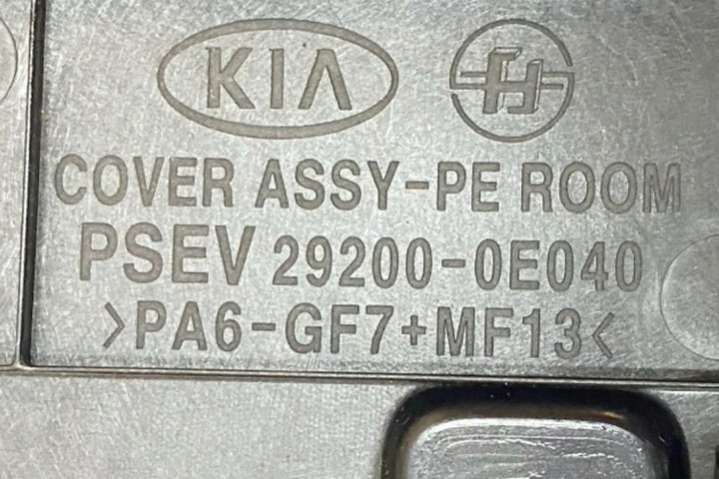 KIA
COVER ASSY-PE ROOM
PSEV 29200-0E040
>PA6-GF7+MF13<